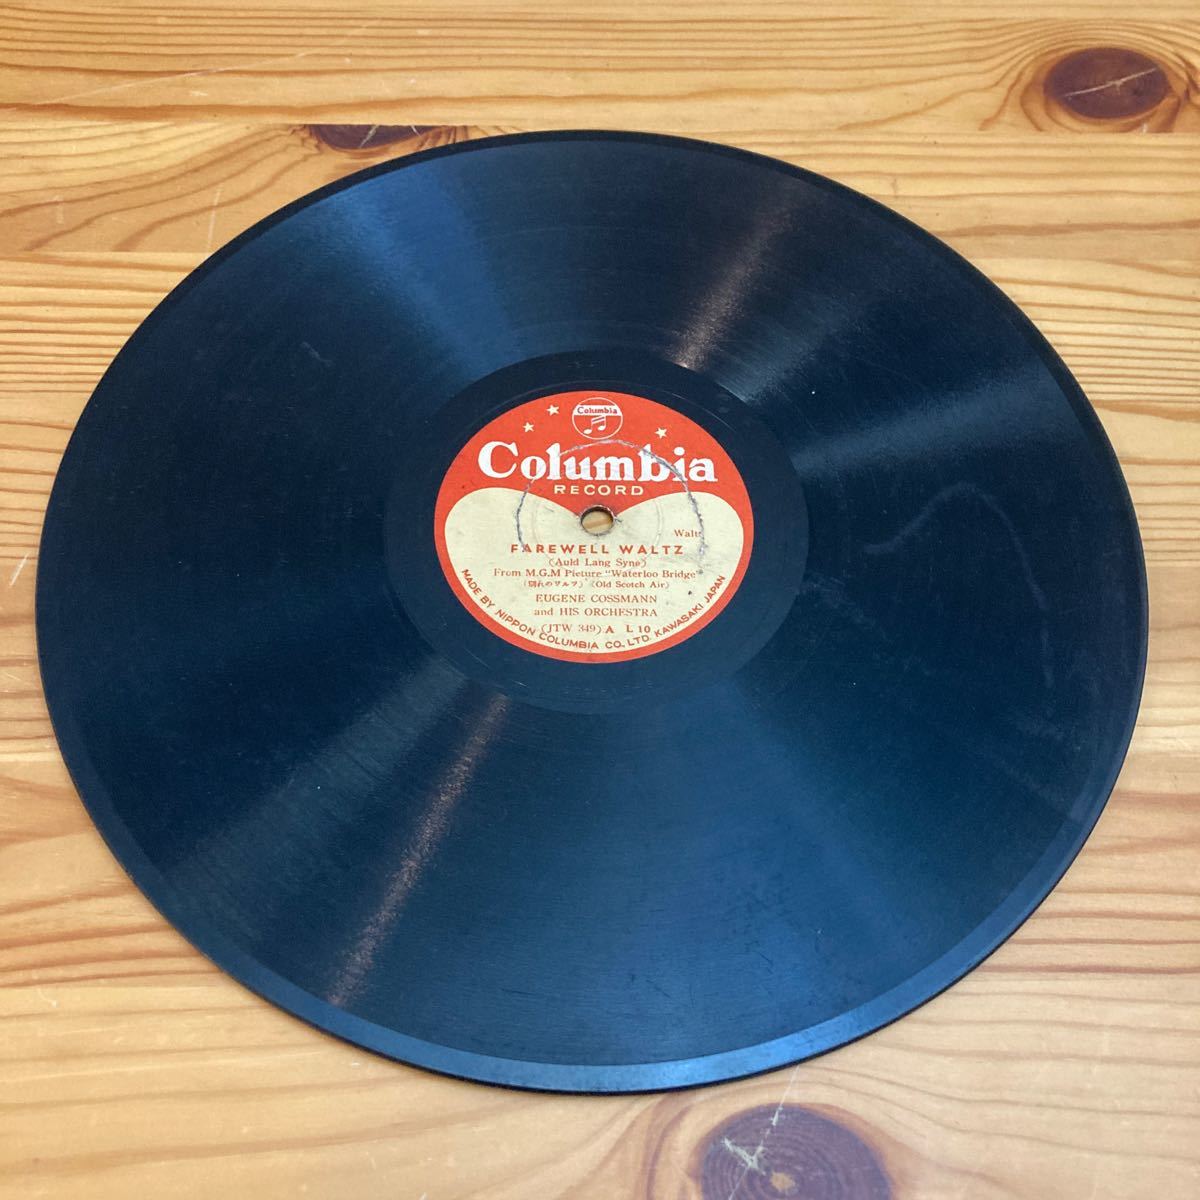 Columbia
Columbia
RECORD
Waltz
FAREWELL WALTZ
(Auld Lang Syne)
From M.G.M Picture "Waterloo Bridge"
(別れのワルツ) (Old Scotch Air)
EUGENE COSSMANN
and HIS ORCHESTRA
(JTW 349) A L 10
MADE BY NIPPON COLUMBIA CO., LTD. KAWASAKI JAPAN